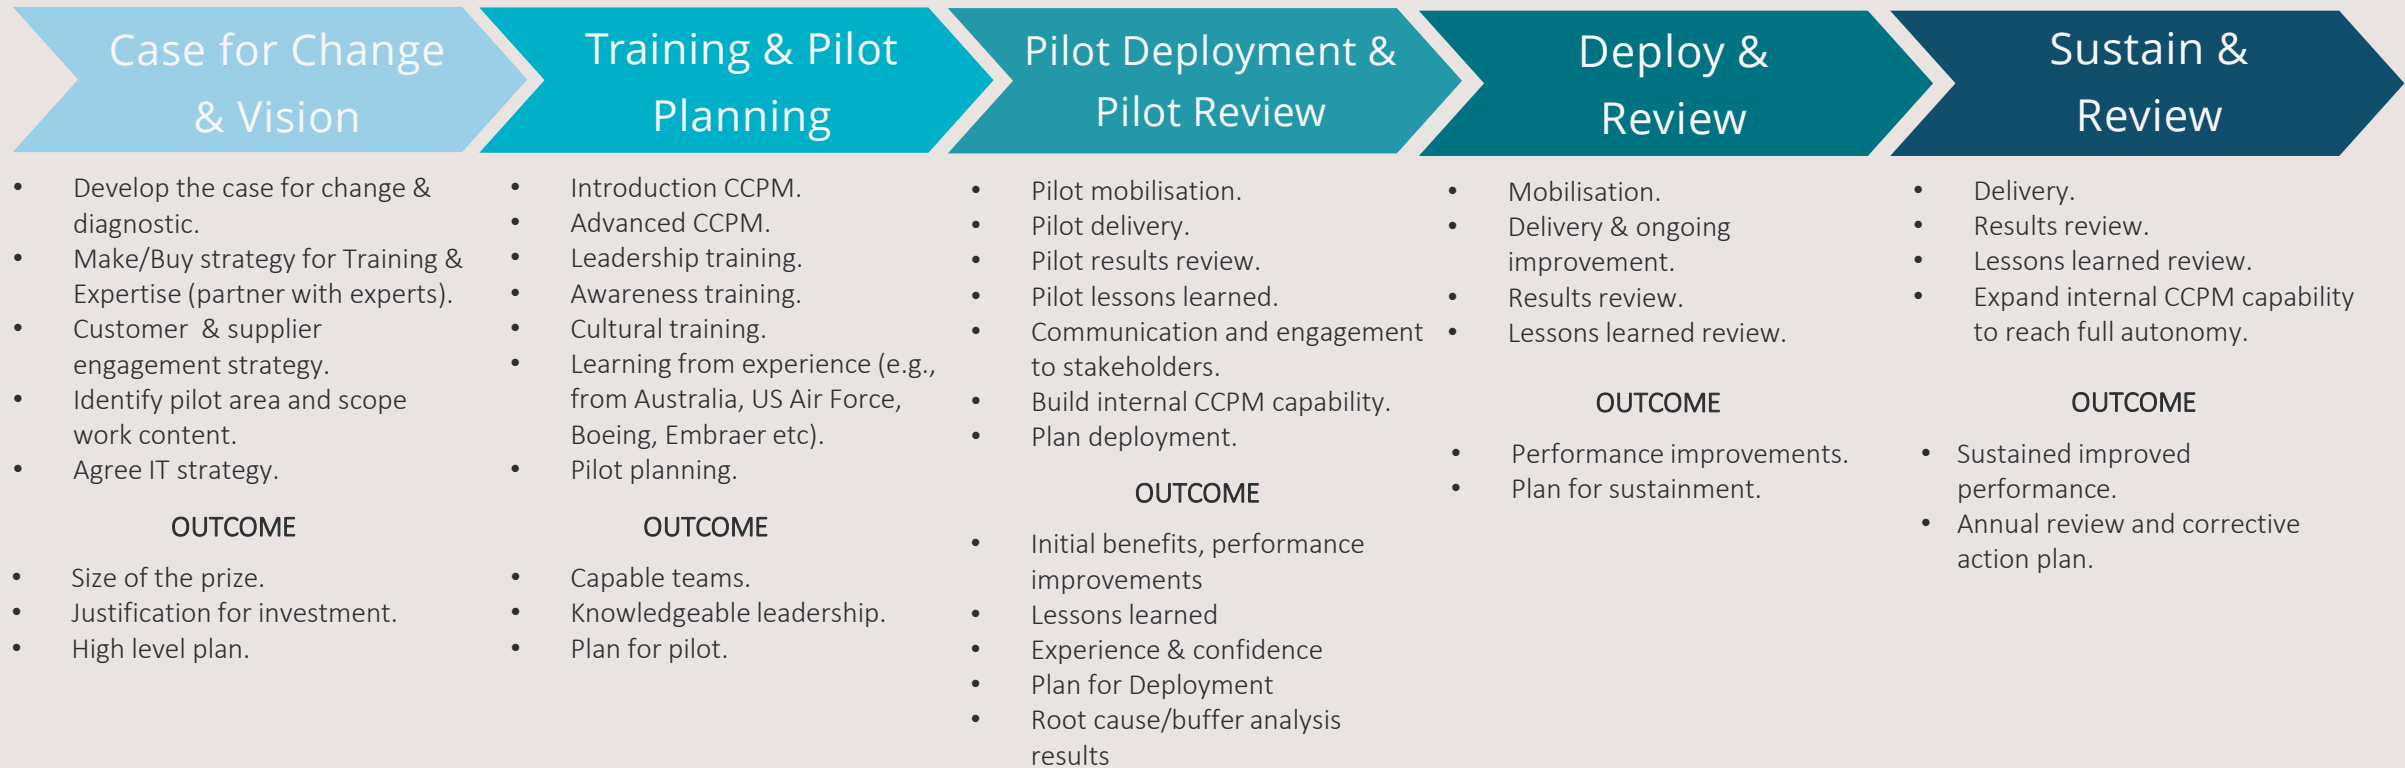 Case for Change
& Vision
• Develop the case for change &
diagnostic.
• Make/Buy strategy for Training &
Expertise (partner with experts).
• Customer & supplier
engagement strategy.
• Identify pilot area and scope
work content.
• Agree IT strategy.
OUTCOME
• Size of the prize.
• Justification for investment.
• High level plan.
Training & Pilot
Planning
• Introduction CCPM.
• Advanced CCPM.
• Leadership training.
• Awareness training.
• Cultural training.
• Learning from experience (e.g.,
from Australia, US Air Force,
Boeing, Embraer etc).
• Pilot planning.
OUTCOME
• Capable teams.
• Knowledgeable leadership.
• Plan for pilot.
Pilot Deployment &
Pilot Review
• Pilot mobilisation.
• Pilot delivery.
• Pilot results review.
• Pilot lessons learned.
• Communication and engagement
to stakeholders.
• Build internal CCPM capability.
• Plan deployment.
OUTCOME
• Initial benefits, performance
improvements
• Lessons learned
• Experience & confidence
• Plan for Deployment
• Root cause/buffer analysis
results
Deploy &
Review
• Mobilisation.
• Delivery & ongoing
improvement.
• Results review.
• Lessons learned review.
OUTCOME
• Performance improvements.
• Plan for sustainment.
Sustain &
Review
• Delivery.
• Results review.
• Lessons learned review.
• Expand internal CCPM capability
to reach full autonomy.
OUTCOME
• Sustained improved
performance.
• Annual review and corrective
action plan.